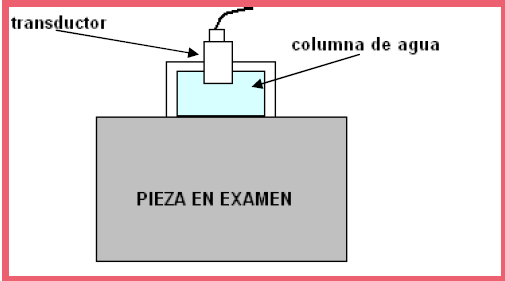 transductor
columna de agua
PIEZA EN EXAMEN